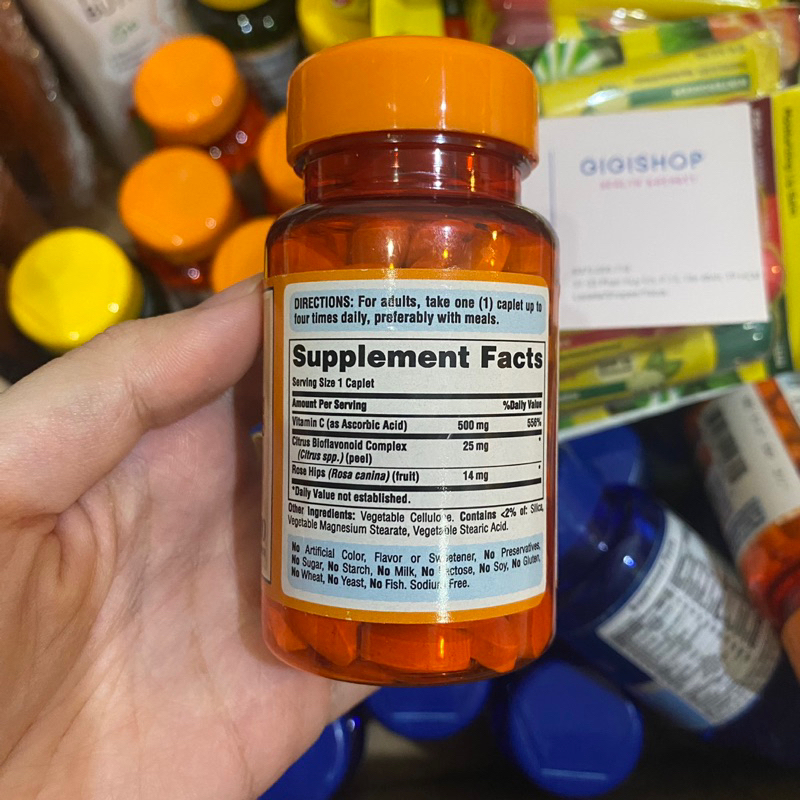 GIGISHOP
DIRECTIONS: For adults, take one (1) caplet up to
four times daily, preferably with meals.
Supplement Facts
Serving Size 1 Caplet
Amount Per Serving %Daily Value
Vitamin C (as Ascorbic Acid) 500 mg 556%
Citrus Bioflavonoid Complex 25 mg *
(Citrus spp.) (peel)
Rose Hips (Rosa canina) (fruit) 14 mg *
*Daily Value not established.
Other Ingredients: Vegetable Cellulose. Contains <2% of: Silica,
Vegetable Magnesium Stearate, Vegetable Stearic Acid.
No Artificial Color, Flavor or Sweetener, No Preservatives,
No Sugar, No Starch, No Milk, No Lactose, No Soy, No Gluten,
No Wheat, No Yeast, No Fish. Sodium Free.